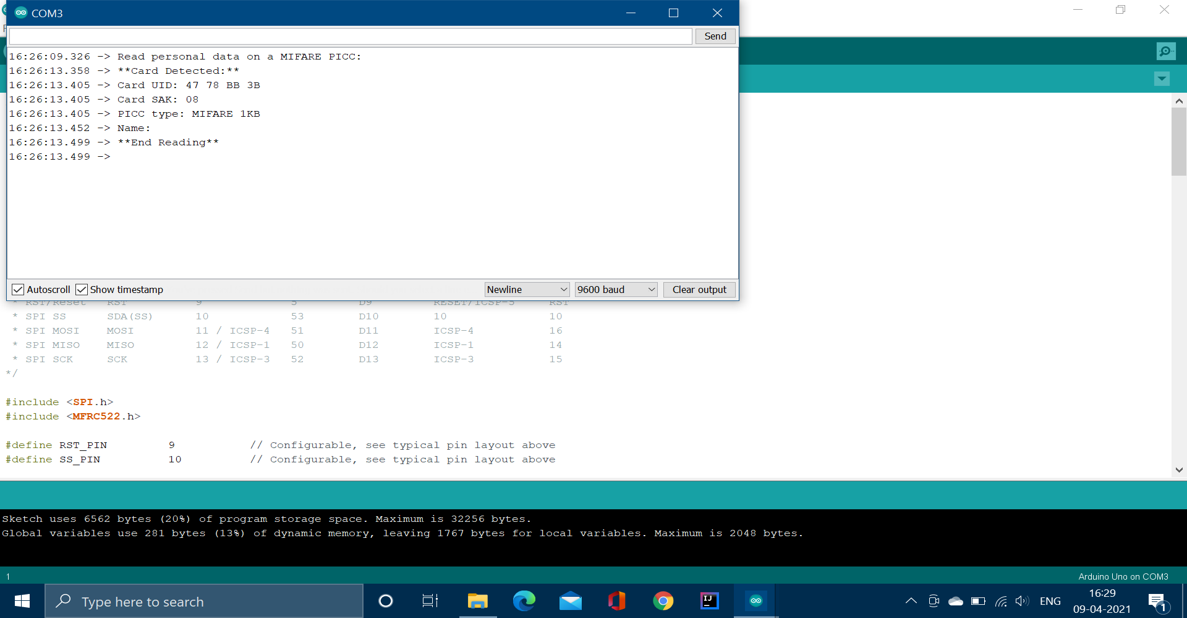 COM3
Send
16:26:09.326 -> Read personal data on a MIFARE PICC:
16:26:13.358 -> **Card Detected:**
16:26:13.405 -> Card UID: 47 78 BB 3B
16:26:13.405 -> Card SAK: 08
16:26:13.405 -> PICC type: MIFARE 1KB
16:26:13.452 -> Name:
16:26:13.499 -> **End Reading**
16:26:13.499 ->
Autoscroll Show timestamp Newline 9600 baud Clear output
* RST/Reset RST 9 5 D9 RESET/ICSP-5 RST
* SPI SS SDA(SS) 10 53 D10 10 10
* SPI MOSI MOSI 11 / ICSP-4 51 D11 ICSP-4 16
* SPI MISO MISO 12 / ICSP-1 50 D12 ICSP-1 14
* SPI SCK SCK 13 / ICSP-3 52 D13 ICSP-3 15
*/
#include <SPI.h>
#include <MFRC522.h>
#define RST_PIN 9 // Configurable, see typical pin layout above
#define SS_PIN 10 // Configurable, see typical pin layout above
Sketch uses 6562 bytes (20%) of program storage space. Maximum is 32256 bytes.
Global variables use 281 bytes (13%) of dynamic memory, leaving 1767 bytes for local variables. Maximum is 2048 bytes.
1 Arduino Uno on COM3
Type here to search
ENG
16:29
09-04-2021
1